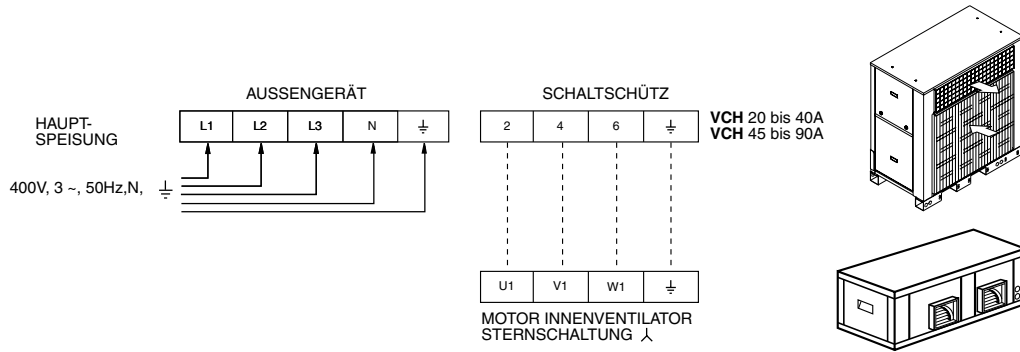 AUSSENGERÄT
HAUPT-
SPEISUNG
L1 L2 L3 N ⏚
400V, 3 ~, 50Hz,N, ⏚
SCHALTSCHÜTZ
2 4 6 ⏚
VCH 20 bis 40A
VCH 45 bis 90A
U1 V1 W1 ⏚
MOTOR INNENVENTILATOR
STERNSCHALTUNG ⅄